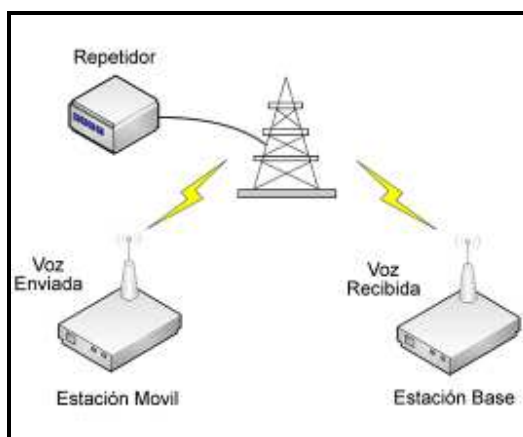 Repetidor
Voz
Enviada
Voz
Recibida
Estación Movil
Estación Base